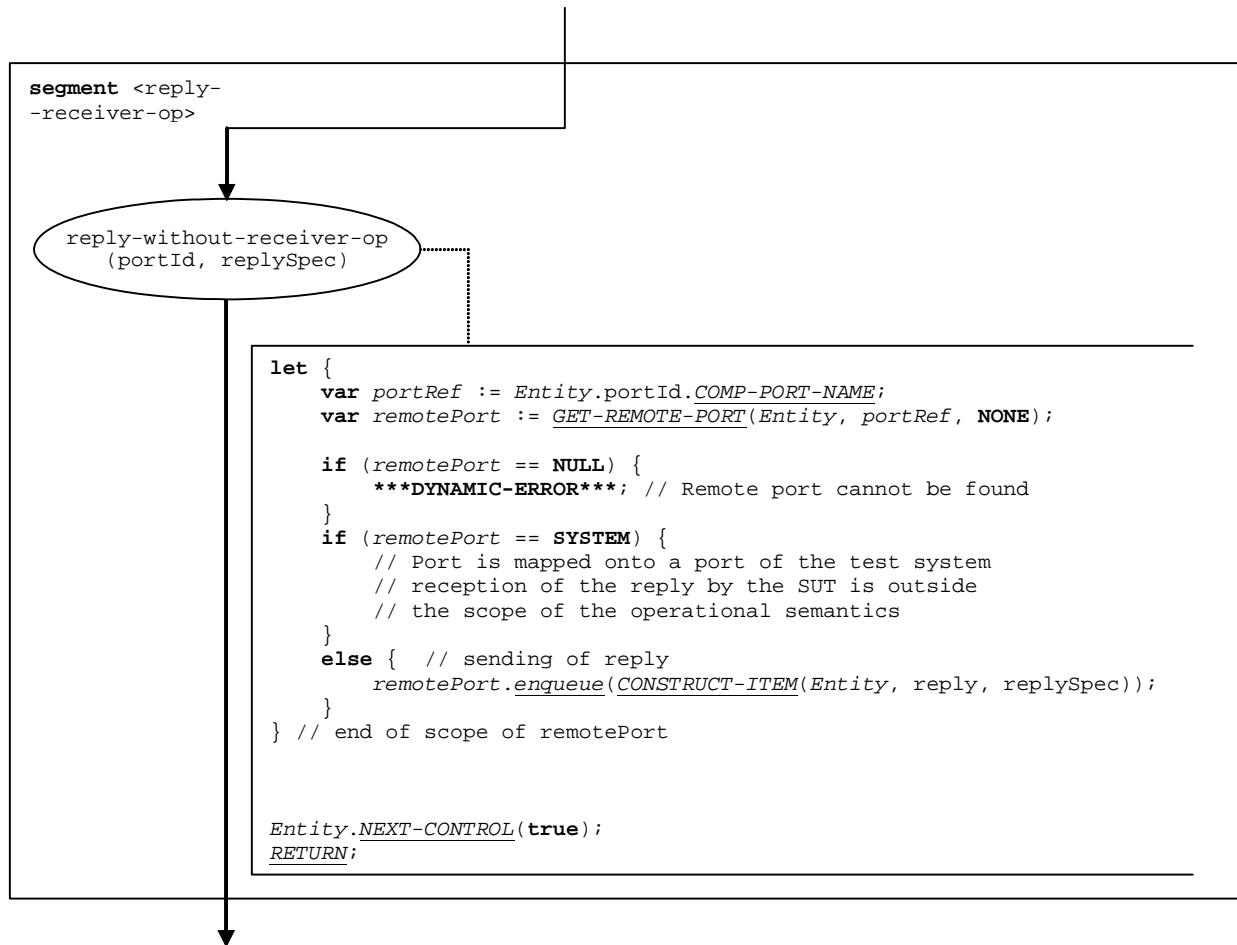 segment <reply-
-receiver-op>
reply-without-receiver-op
(portId, replySpec)
let {
var portRef := Entity.portId.COMP-PORT-NAME;
var remotePort := GET-REMOTE-PORT(Entity, portRef, NONE);
if (remotePort == NULL) {
***DYNAMIC-ERROR***; // Remote port cannot be found
}
if (remotePort == SYSTEM) {
// Port is mapped onto a port of the test system
// reception of the reply by the SUT is outside
// the scope of the operational semantics
}
else { // sending of reply
remotePort.enqueue(CONSTRUCT-ITEM(Entity, reply, replySpec));
}
} // end of scope of remotePort
Entity.NEXT-CONTROL(true);
RETURN;